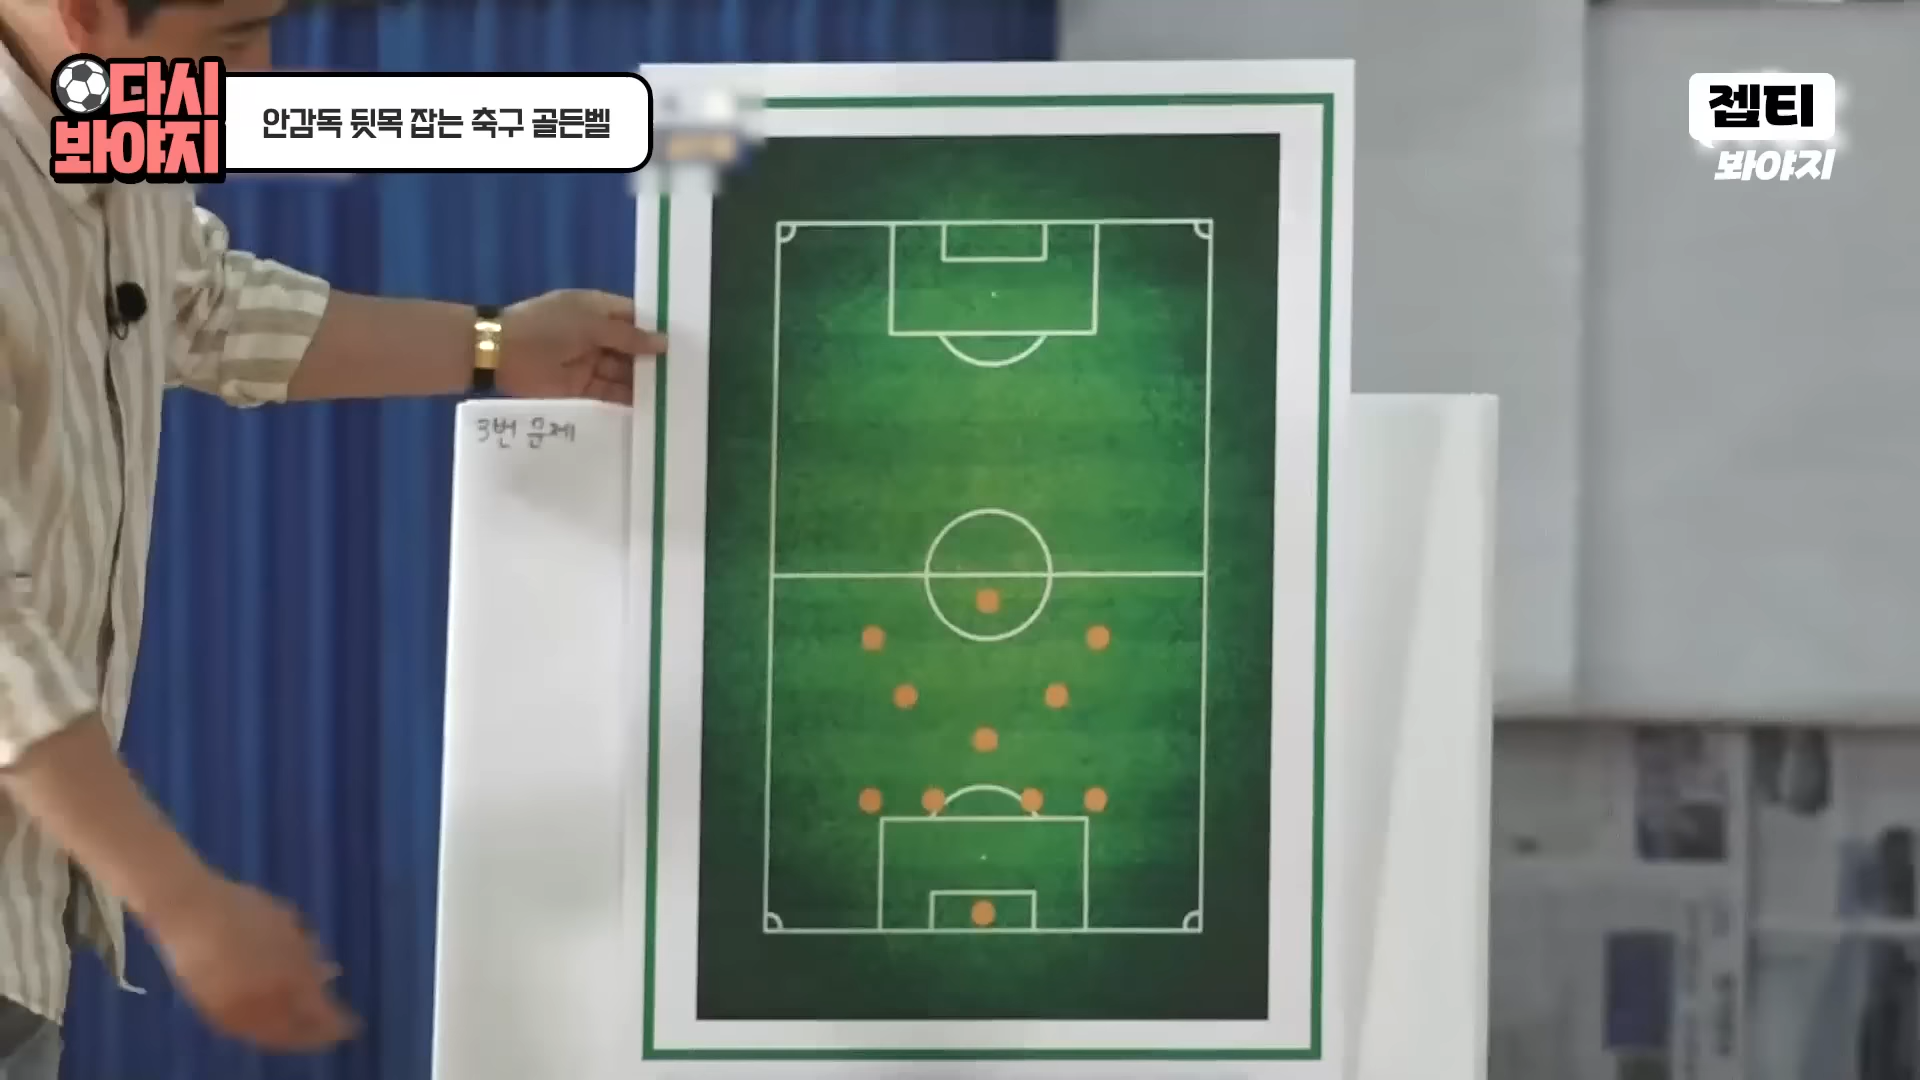 다시
봐야지
안감독 뒷목 잡는 축구 골든벨
젭티
봐야지
3번 문제